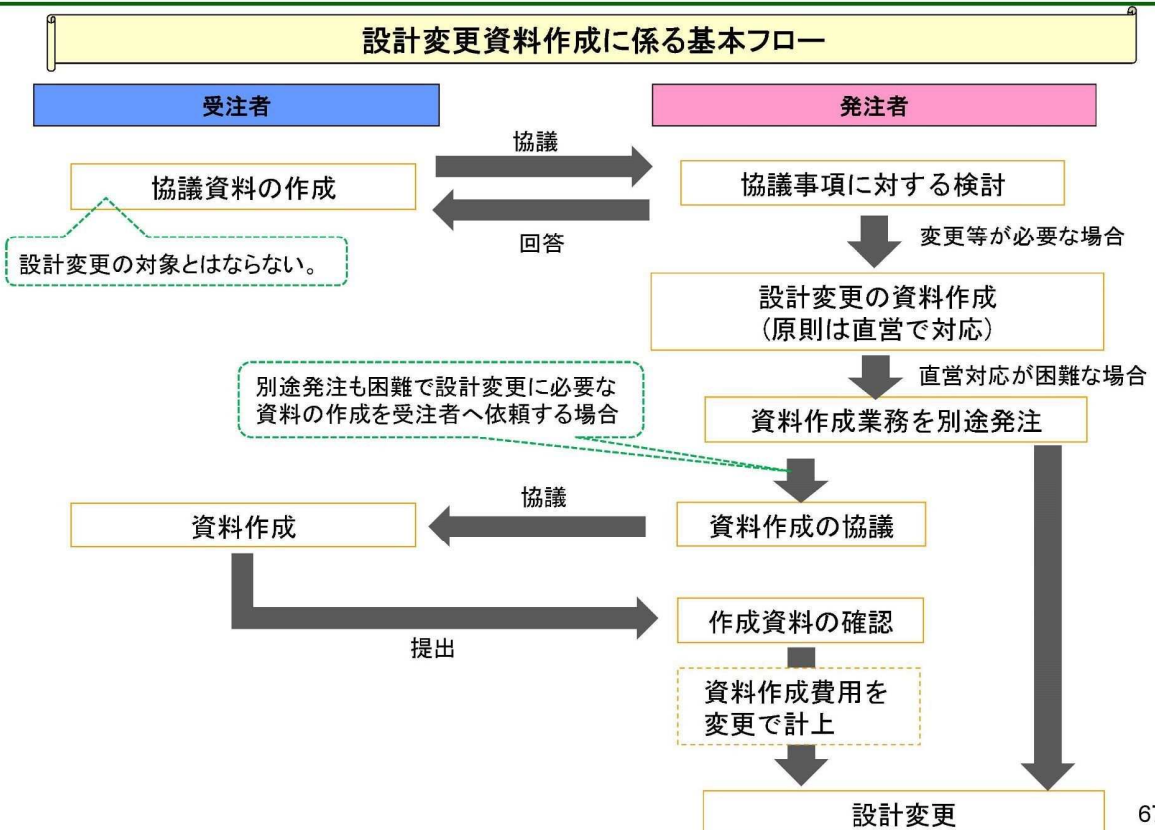 設計変更資料作成に係る基本フロー
受注者
発注者
協議
協議資料の作成
協議事項に対する検討
回答
変更等が必要な場合
設計変更の対象とはならない。
設計変更の資料作成
(原則は直営で対応)
直営対応が困難な場合
別途発注も困難で設計変更に必要な
資料の作成を受注者へ依頼する場合
資料作成業務を別途発注
協議
資料作成
資料作成の協議
作成資料の確認
提出
資料作成費用を
変更で計上
設計変更
67